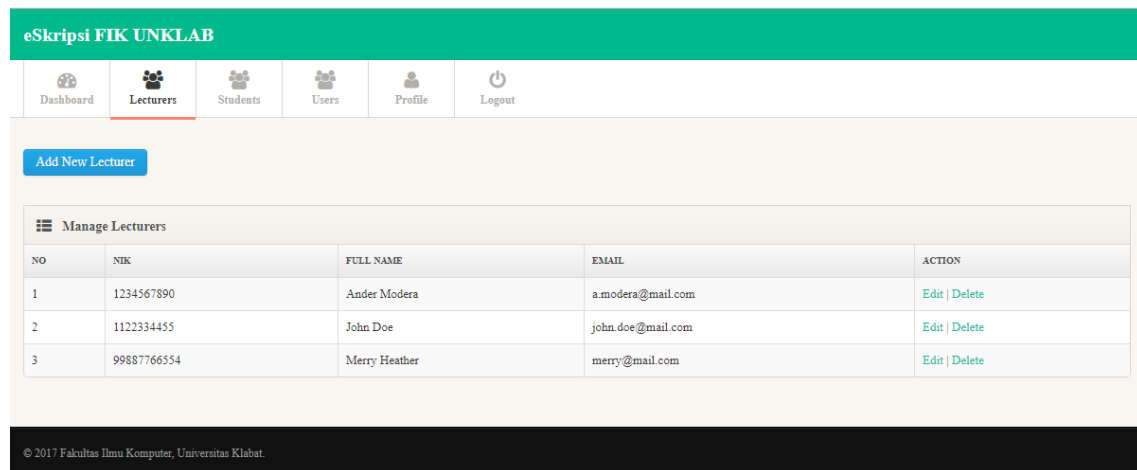 eSkripsi FIK UNKLAB
Dashboard Lecturers Students Users Profile Logout
Add New Lecturer
Manage Lecturers
NO NIK FULL NAME EMAIL ACTION
1 1234567890 Ander Modera a.modera@mail.com Edit | Delete
2 1122334455 John Doe john.doe@mail.com Edit | Delete
3 99887766554 Merry Heather merry@mail.com Edit | Delete
© 2017 Fakultas Ilmu Komputer, Universitas Klabat.